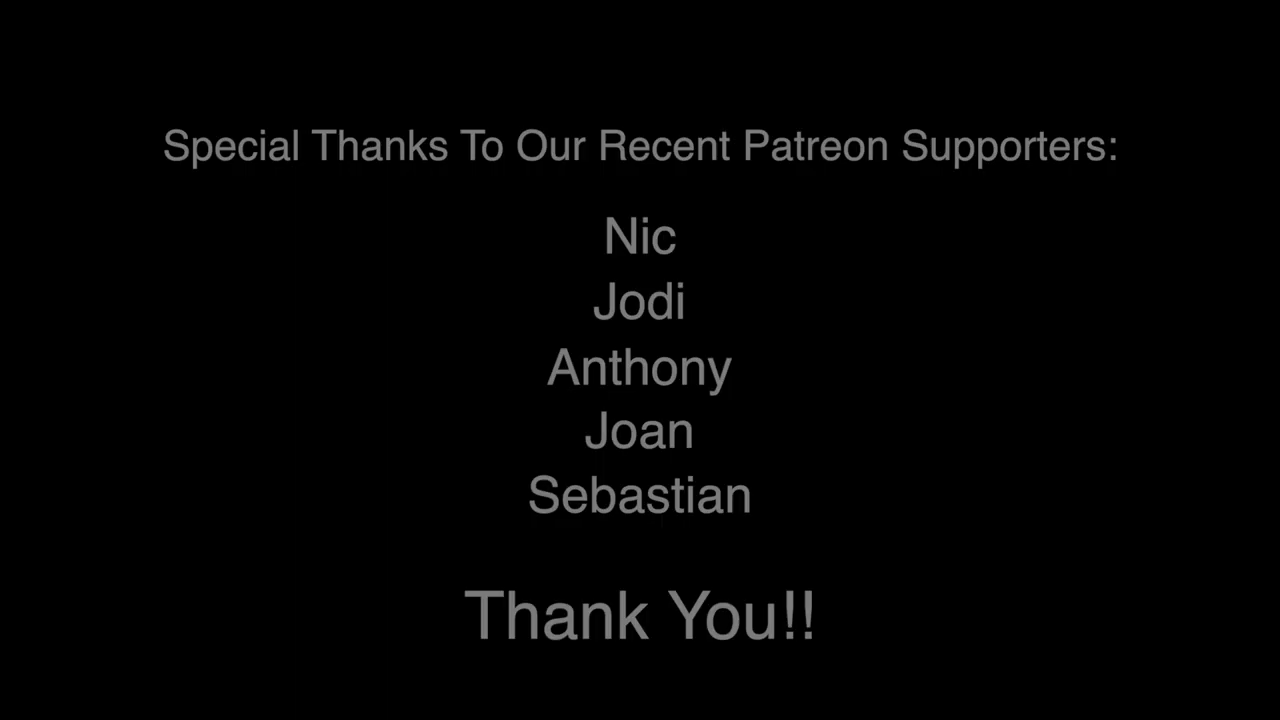 Special Thanks To Our Recent Patreon Supporters:
Nic
Jodi
Anthony
Joan
Sebastian
Thank You!!